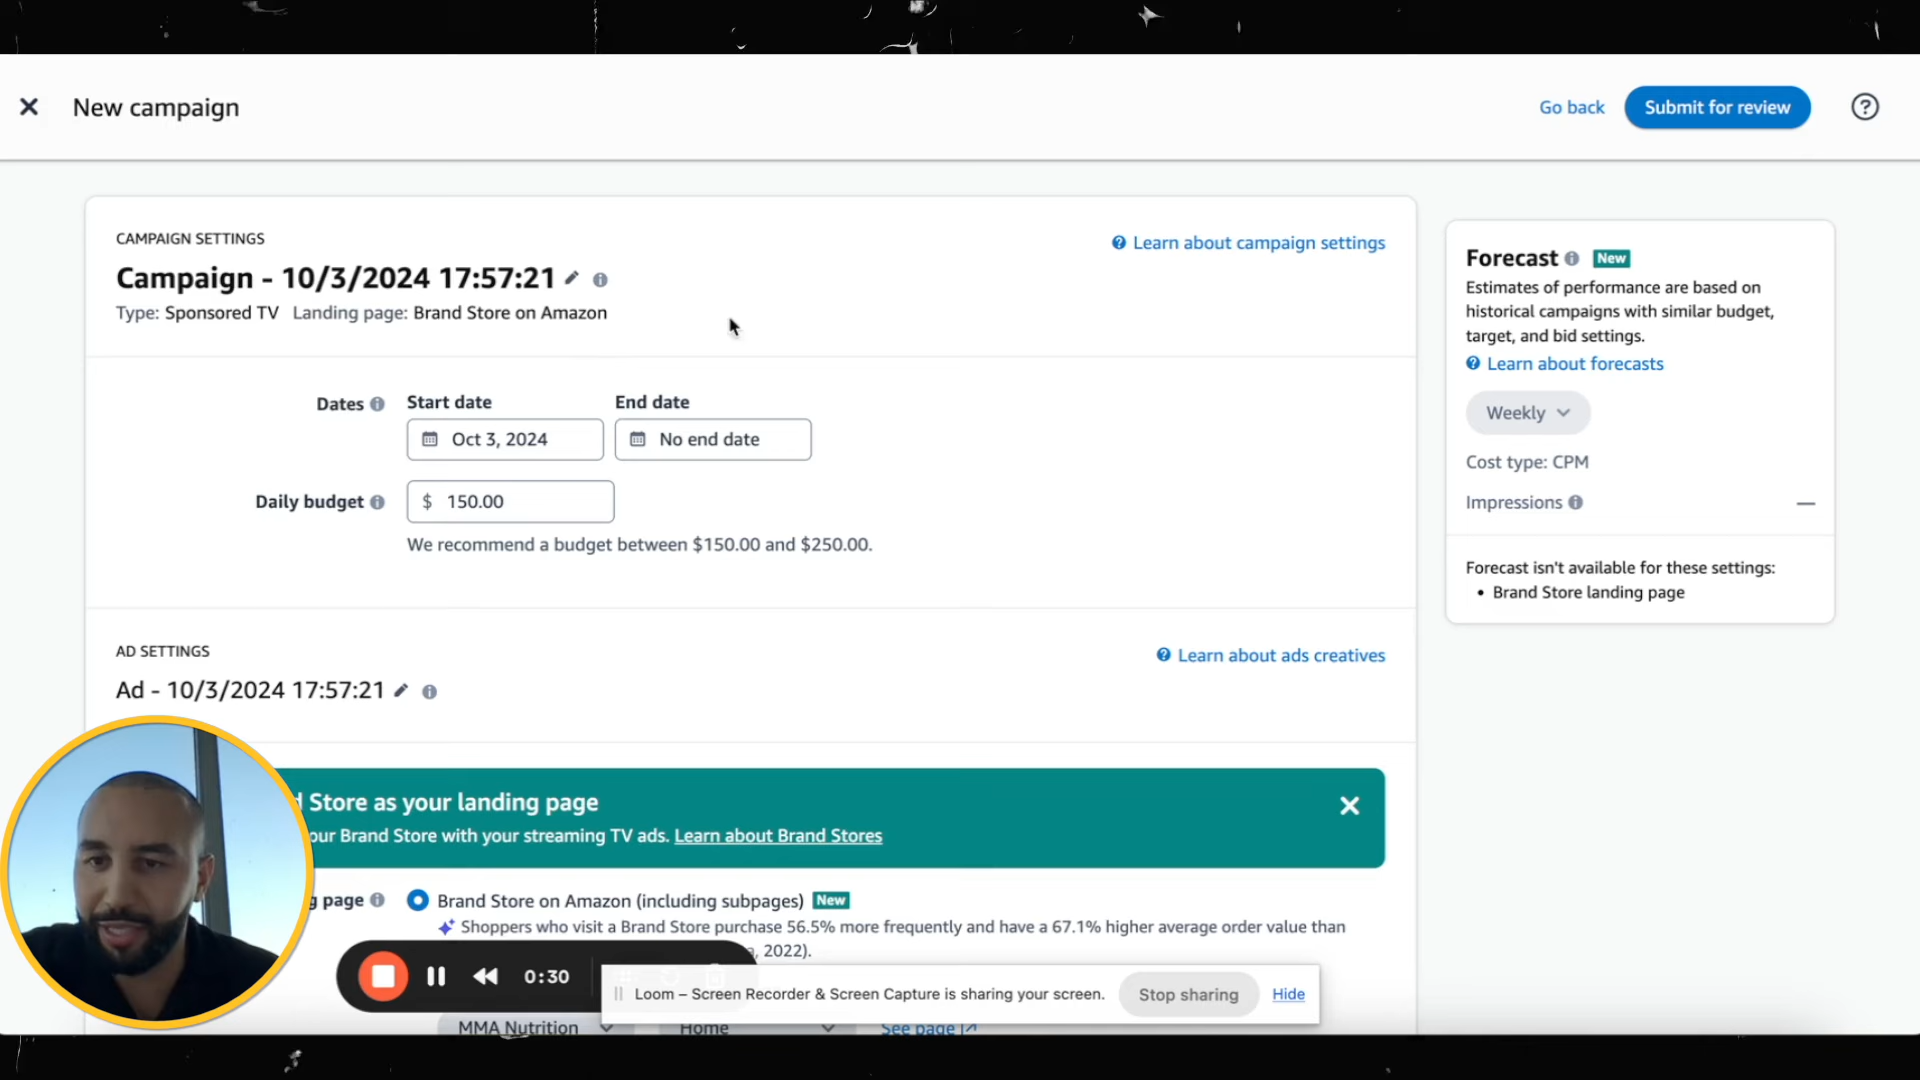 New campaign
Go back
Submit for review
CAMPAIGN SETTINGS
Learn about campaign settings
Campaign - 10/3/2024 17:57:21
Type: Sponsored TV Landing page: Brand Store on Amazon
Dates
Start date
End date
Oct 3, 2024
No end date
Daily budget
$ 150.00
We recommend a budget between $150.00 and $250.00.
Forecast New
Estimates of performance are based on
historical campaigns with similar budget,
target, and bid settings.
Learn about forecasts
Weekly
Cost type: CPM
Impressions —
Forecast isn't available for these settings:
• Brand Store landing page
AD SETTINGS
Learn about ads creatives
Ad - 10/3/2024 17:57:21
Store as your landing page
our Brand Store with your streaming TV ads. Learn about Brand Stores
page
Brand Store on Amazon (including subpages) New
Shoppers who visit a Brand Store purchase 56.5% more frequently and have a 67.1% higher average order value than
, 2022).
0:30
Loom – Screen Recorder & Screen Capture is sharing your screen.
Stop sharing
Hide
MMA Nutrition
Home
See page